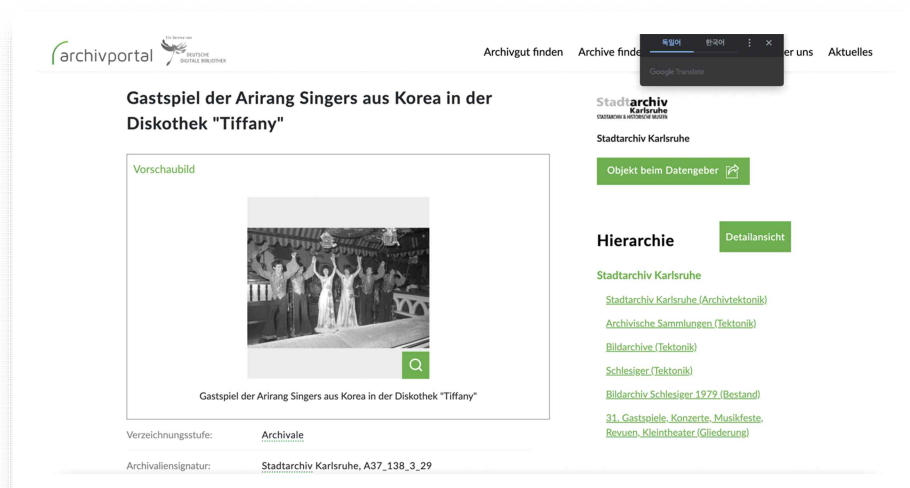 archivportal
Ein Service von
DEUTSCHE
DIGITALE BIBLIOTHEK
Archivgut finden
Archive finde
er uns
Aktuelles
독일어
한국어
Google Translate
Gastspiel der Arirang Singers aus Korea in der
Diskothek "Tiffany"
Vorschaubild
Gastspiel der Arirang Singers aus Korea in der Diskothek "Tiffany"
Verzeichnungsstufe: Archivale
Archivaliensignatur: Stadtarchiv Karlsruhe, A37_138_3_29
Stadtarchiv
Karlsruhe
STADTARCHIV & HISTORISCHE MUSEEN
Stadtarchiv Karlsruhe
Objekt beim Datengeber
Hierarchie
Detailansicht
Stadtarchiv Karlsruhe
Stadtarchiv Karlsruhe (Archivtektonik)
Archivische Sammlungen (Tektonik)
Bildarchive (Tektonik)
Schlesiger (Tektonik)
Bildarchiv Schlesiger 1979 (Bestand)
31. Gastspiele, Konzerte, Musikfeste,
Revuen, Kleintheater (Gliederung)